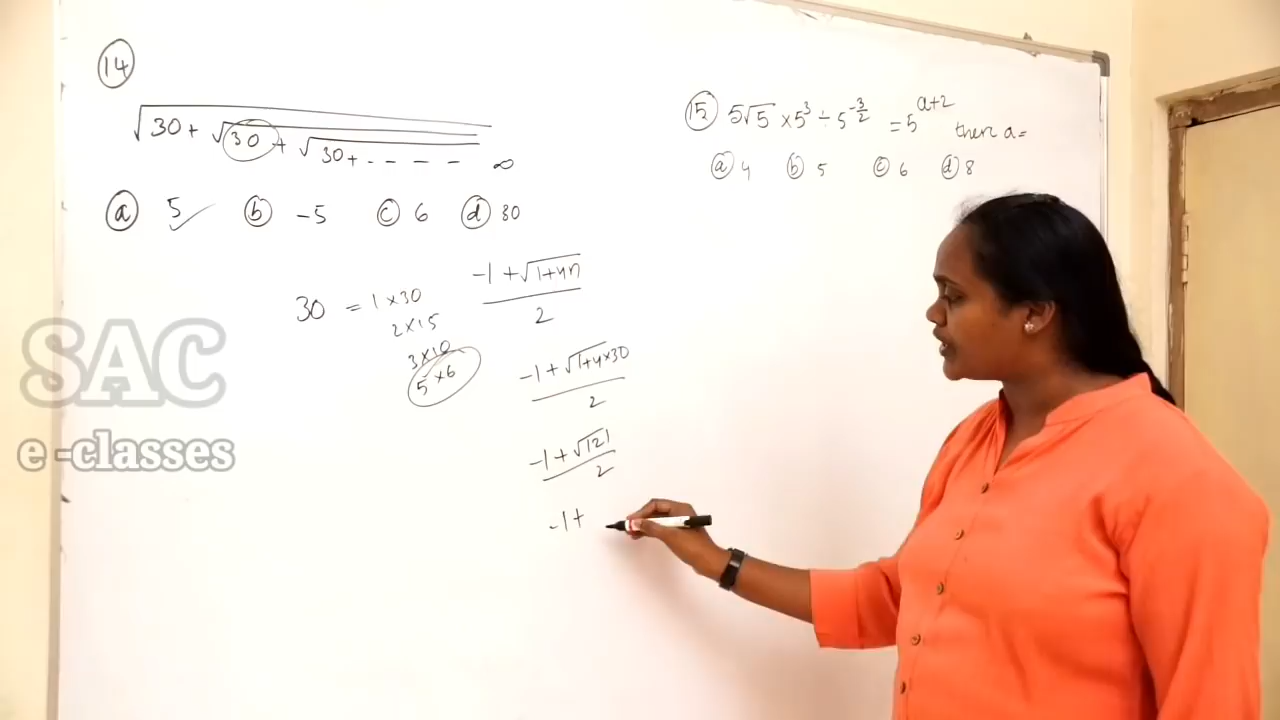 14
√30 + √30 + √30 + - - - - ∞
a 5 ✓ b -5 c 6 d 30
30 = 1×30
2×15
3×10
5×6
-1 + √1+4n
2
-1 + √1+4×30
2
-1 + √121
2
-1 +
15 5√5 × 5³ ÷ 5^-3/2 = 5^a+2 then a =
a 4 b 5 c 6 d 8
SAC
e-classes